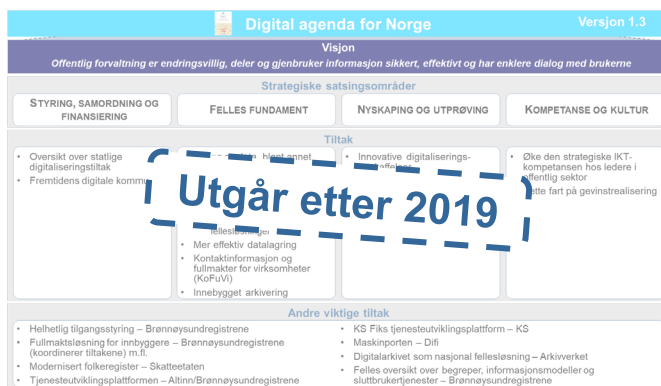 Digital agenda for Norge
Versjon 1.3
Visjon
Offentlig forvaltning er endringsvillig, deler og gjenbruker informasjon sikkert, effektivt og har enklere dialog med brukerne
Strategiske satsingsområder
STYRING, SAMORDNING OG
FINANSIERING
FELLES FUNDAMENT
NYSKAPING OG UTPRØVING
KOMPETANSE OG KULTUR
Tiltak
• Oversikt over statlige
digitaliseringstiltak
• Fremtidens digitale
blant annet
• Mer effektiv datalagring
• Kontaktinformasjon og
fullmakter for virksomheter
(KoFuVi)
• Innebygget arkivering
• Innovative digitaliserings-
• Øke den strategiske IKT-
kompetansen hos ledere i
offentlig sektor
fart på gevinstrealisering
Utgår etter 2019
Andre viktige tiltak
• Helhetlig tilgangsstyring – Brønnøysundregistrene
• Fullmaktsløsning for innbyggere – Brønnøysundregistrene
(koordinerer tiltakene) m.fl.
• Modernisert folkeregister – Skatteetaten
• Tjenesteutviklingsplattformen – Altinn/Brønnøysundregistrene
• KS Fiks tjenesteutviklingsplattform – KS
• Maskinporten – Difi
• Digitalarkivet som nasjonal fellesløsning – Arkivverket
• Felles oversikt over begreper, informasjonsmodeller og
sluttbrukertjenester – Brønnøysundregistrene